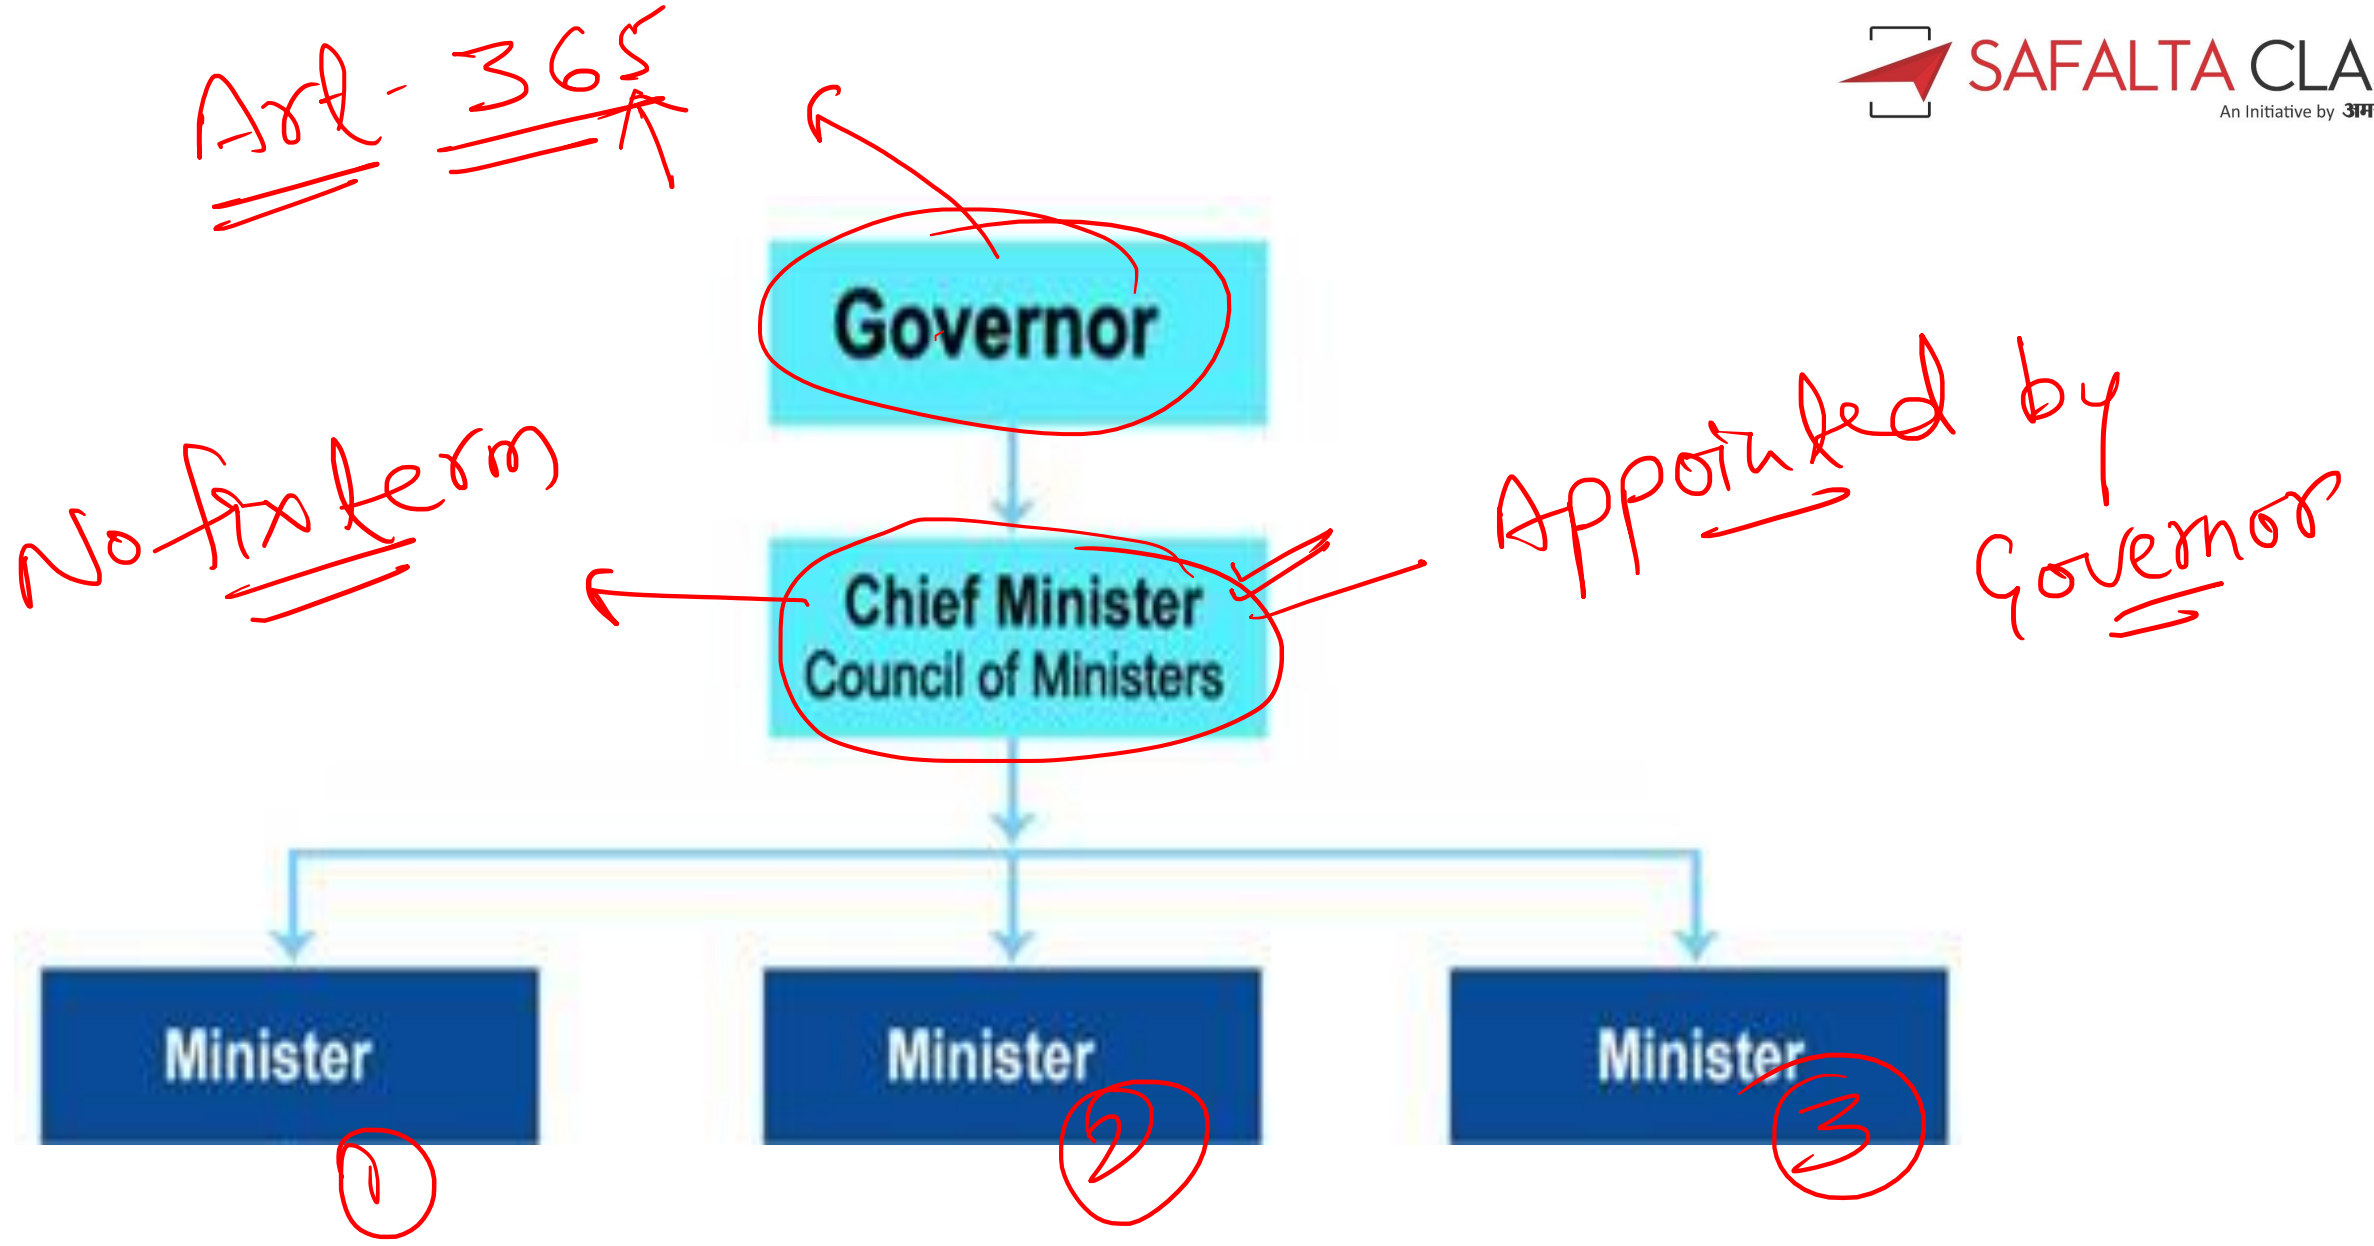 Art - 365
SAFALTA CLA
An Initiative by अम
Governor
No fix term
Appointed by
Governor
Chief Minister
Council of Ministers
Minister
Minister
Minister
1
2
3